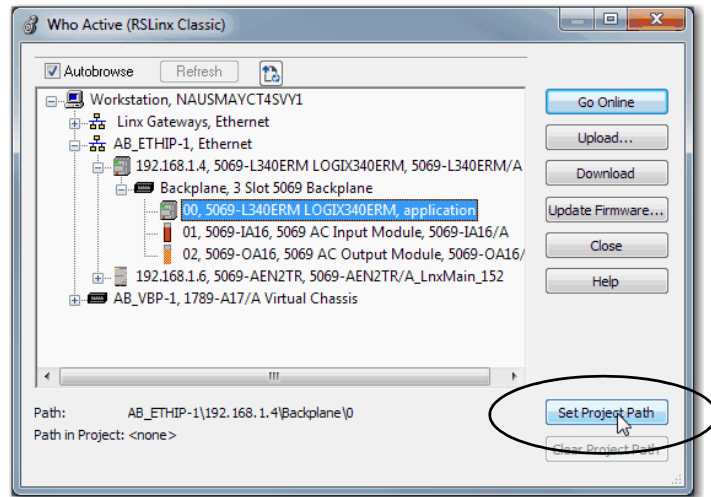 Who Active (RSLinx Classic)
Autobrowse
Refresh
Workstation, NAUSMAYCT4SVY1
Linx Gateways, Ethernet
AB_ETHIP-1, Ethernet
192.168.1.4, 5069-L340ERM LOGIX340ERM, 5069-L340ERM/A
Backplane, 3 Slot 5069 Backplane
00, 5069-L340ERM LOGIX340ERM, application
01, 5069-IA16, 5069 AC Input Module, 5069-IA16/A
02, 5069-OA16, 5069 AC Output Module, 5069-OA16/
192.168.1.6, 5069-AEN2TR, 5069-AEN2TR/A_LnxMain_152
AB_VBP-1, 1789-A17/A Virtual Chassis
Go Online
Upload...
Download
Update Firmware...
Close
Help
Path: AB_ETHIP-1\192.168.1.4\Backplane\0
Path in Project: <none>
Set Project Path
Clear Project Path